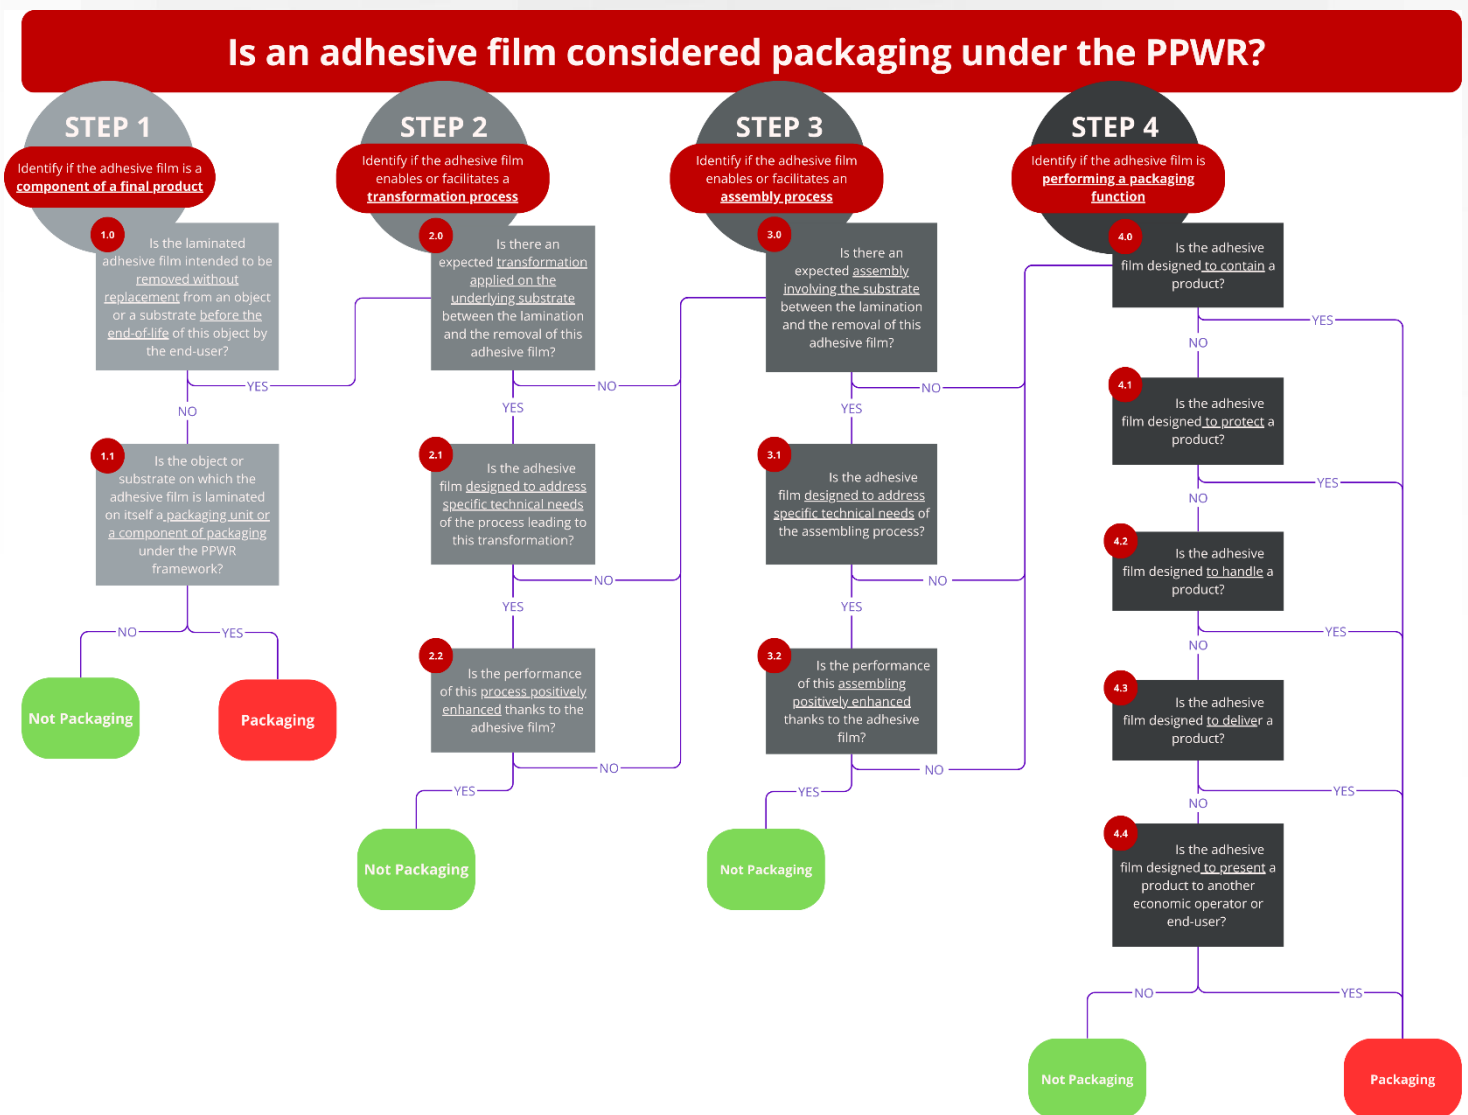 Is an adhesive film considered packaging under the PPWR?
STEP 1
Identify if the adhesive film is a
component of a final product
1.0
Is the laminated
adhesive film intended to be
removed without
replacement from an object
or a substrate before the
end-of-life of this object by
the end-user?
YES
NO
1.1
Is the object or
substrate on which the
adhesive film is laminated
on itself a packaging unit or
a component of packaging
under the PPWR
framework?
NO
YES
Not Packaging
Packaging
STEP 2
Identify if the adhesive film
enables or facilitates a
transformation process
2.0
Is there an
expected transformation
applied on the
underlying substrate
between the lamination
and the removal of this
adhesive film?
NO
YES
2.1
Is the adhesive
film designed to address
specific technical needs
of the process leading to
this transformation?
NO
YES
2.2
Is the performance
of this process positively
enhanced thanks to the
adhesive film?
NO
YES
Not Packaging
STEP 3
Identify if the adhesive film
enables or facilitates an
assembly process
3.0
Is there an
expected assembly
involving the substrate
between the lamination
and the removal of this
adhesive film?
NO
YES
3.1
Is the adhesive
film designed to address
specific technical needs of
the assembling process?
NO
YES
3.2
Is the performance
of this assembling
positively enhanced
thanks to the adhesive
film?
NO
YES
Not Packaging
STEP 4
Identify if the adhesive film is
performing a packaging
function
4.0
Is the adhesive
film designed to contain a
product?
YES
NO
4.1
Is the adhesive
film designed to protect a
product?
YES
NO
4.2
Is the adhesive
film designed to handle a
product?
YES
NO
4.3
Is the adhesive
film designed to deliver a
product?
YES
NO
4.4
Is the adhesive
film designed to present a
product to another
economic operator or
end-user?
NO
YES
Not Packaging
Packaging